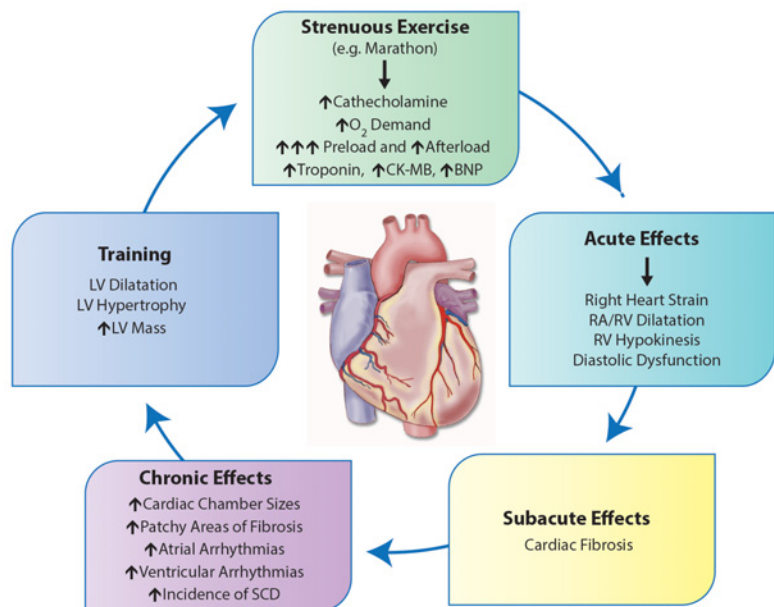 Strenuous Exercise
(e.g. Marathon)
↑Cathecholamine
↑O₂ Demand
↑↑↑ Preload and ↑Afterload
↑Troponin, ↑CK-MB, ↑BNP
Acute Effects
Right Heart Strain
RA/RV Dilatation
RV Hypokinesis
Diastolic Dysfunction
Subacute Effects
Cardiac Fibrosis
Chronic Effects
↑Cardiac Chamber Sizes
↑Patchy Areas of Fibrosis
↑Atrial Arrhythmias
↑Ventricular Arrhythmias
↑Incidence of SCD
Training
LV Dilatation
LV Hypertrophy
↑LV Mass